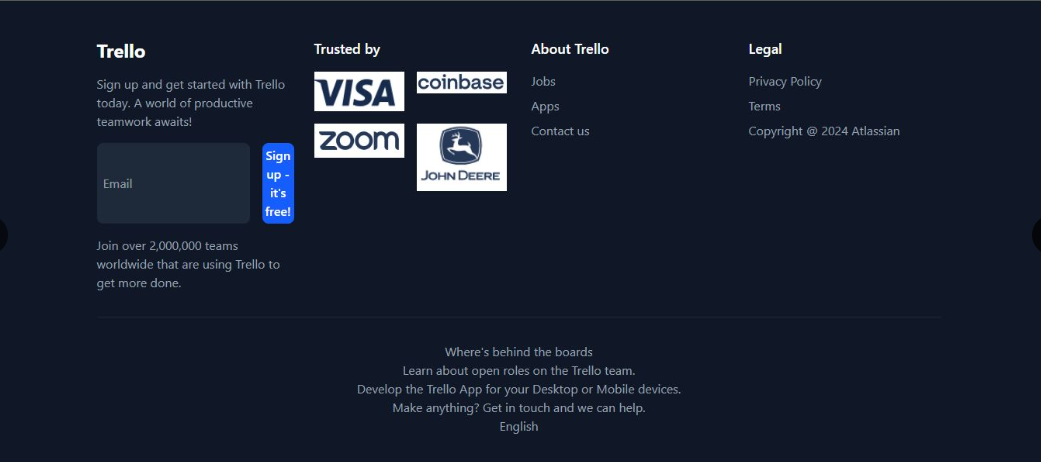 Trello
Sign up and get started with Trello
today. A world of productive
teamwork awaits!
Email
Sign
up -
it's
free!
Join over 2,000,000 teams
worldwide that are using Trello to
get more done.
Trusted by
VISA
coinbase
zoom
JOHN DEERE
About Trello
Jobs
Apps
Contact us
Legal
Privacy Policy
Terms
Copyright @ 2024 Atlassian
Where's behind the boards
Learn about open roles on the Trello team.
Develop the Trello App for your Desktop or Mobile devices.
Make anything? Get in touch and we can help.
English